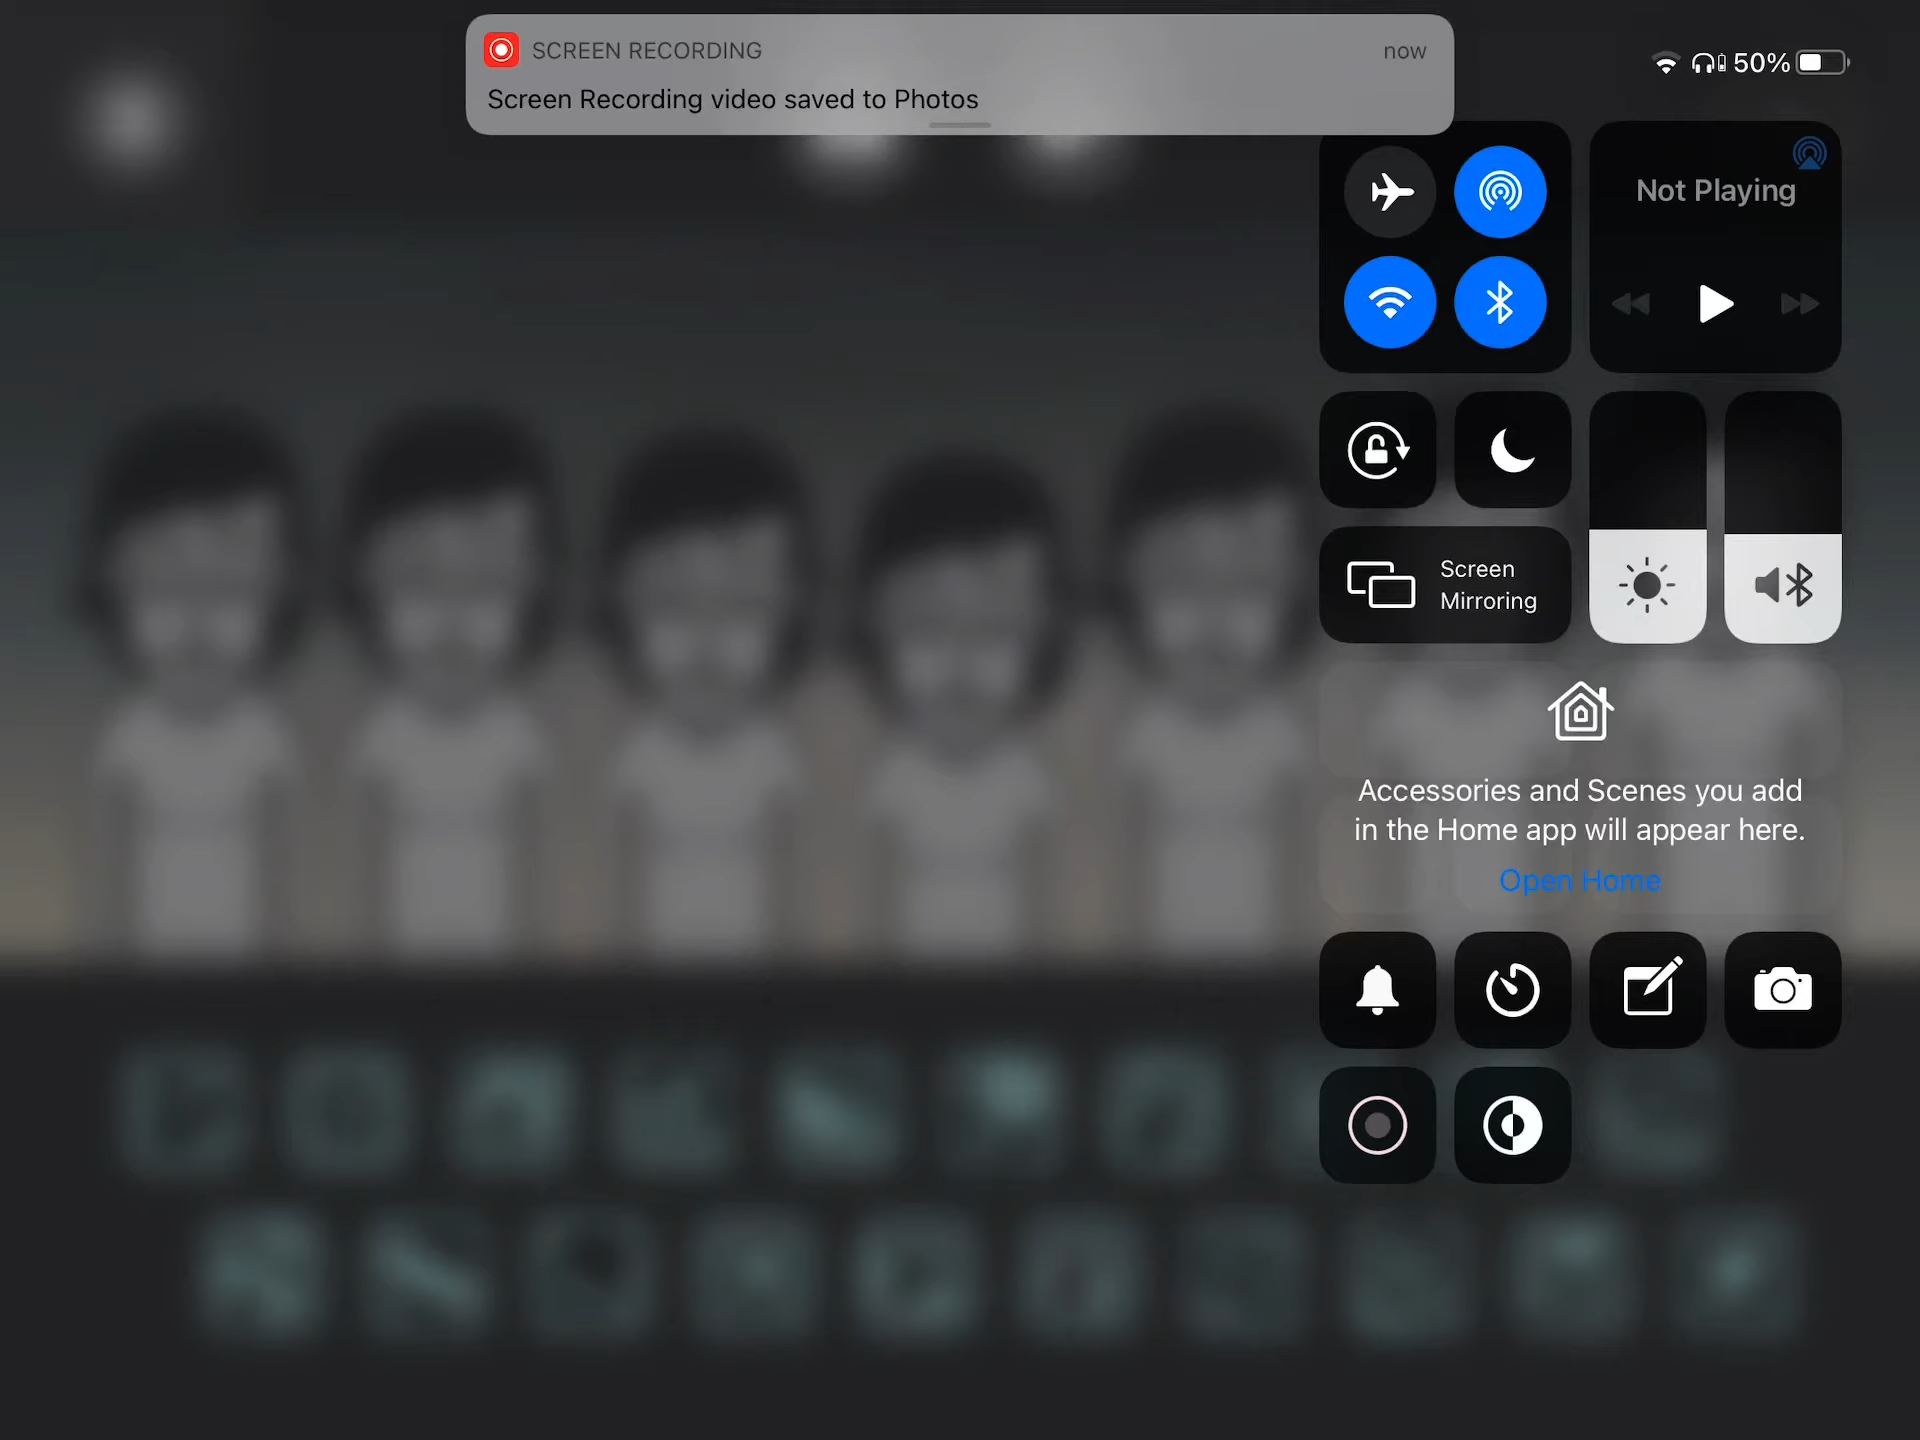 SCREEN RECORDING now
Screen Recording video saved to Photos
50%
Not Playing
Screen
Mirroring
Accessories and Scenes you add
in the Home app will appear here.
Open Home